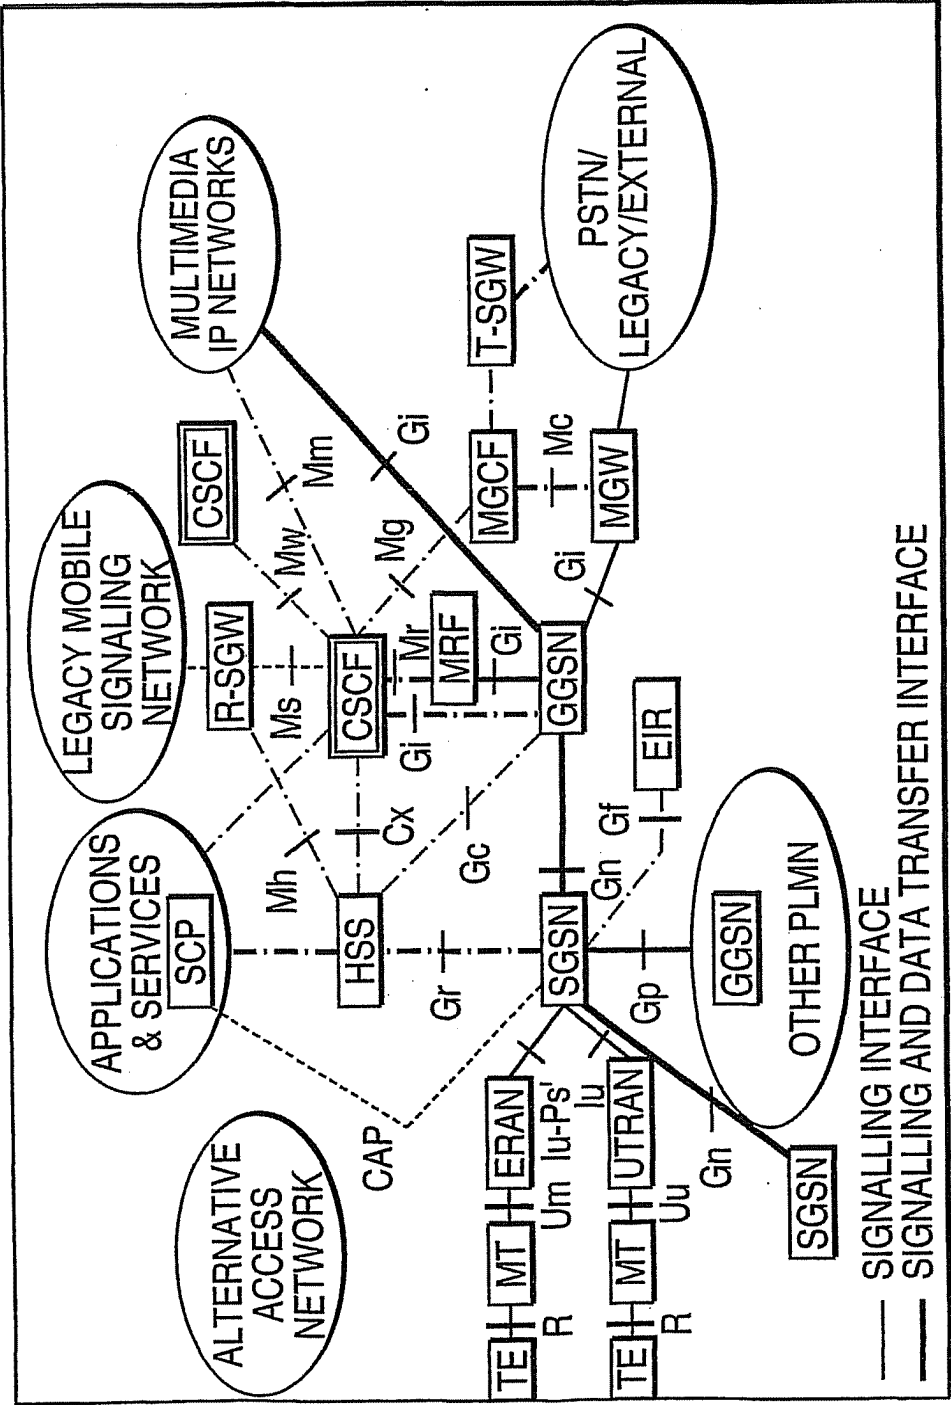 ALTERNATIVE
ACCESS
NETWORK
APPLICATIONS
& SERVICES
SCP
LEGACY MOBILE
SIGNALING
NETWORK
MULTIMEDIA
IP NETWORKS
CSCF
R-SGW
Mh
Ms
Mw
Mm
CAP
HSS
Cx
CSCF
Gi
Mr
Mg
Gi
Gr
Gc
MRF
Gi
MGCF
T-SGW
TE
R
MT
Um
ERAN
Iu-Ps'
SGSN
Gn
GGSN
Gi
Mc
MGW
PSTN/
LEGACY/EXTERNAL
TE
R
MT
Uu
UTRAN
Iu
Gp
Gf
EIR
Gn
SGSN
GGSN
OTHER PLMN
SIGNALLING INTERFACE
SIGNALLING AND DATA TRANSFER INTERFACE